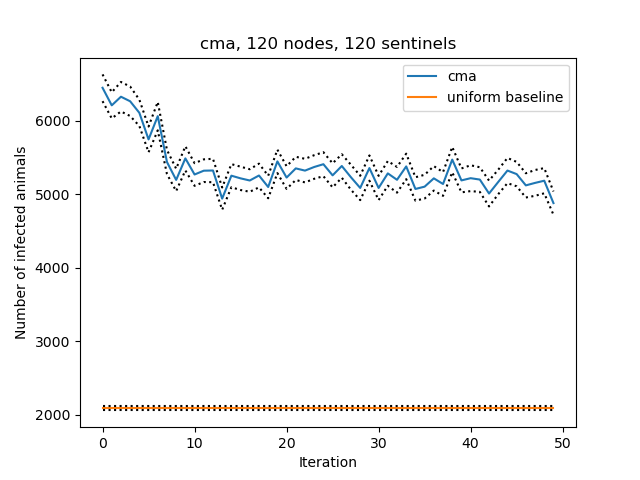 cma, 120 nodes, 120 sentinels
cma
uniform baseline
Number of infected animals
6000
5000
4000
3000
2000
0
10
20
30
40
50
Iteration